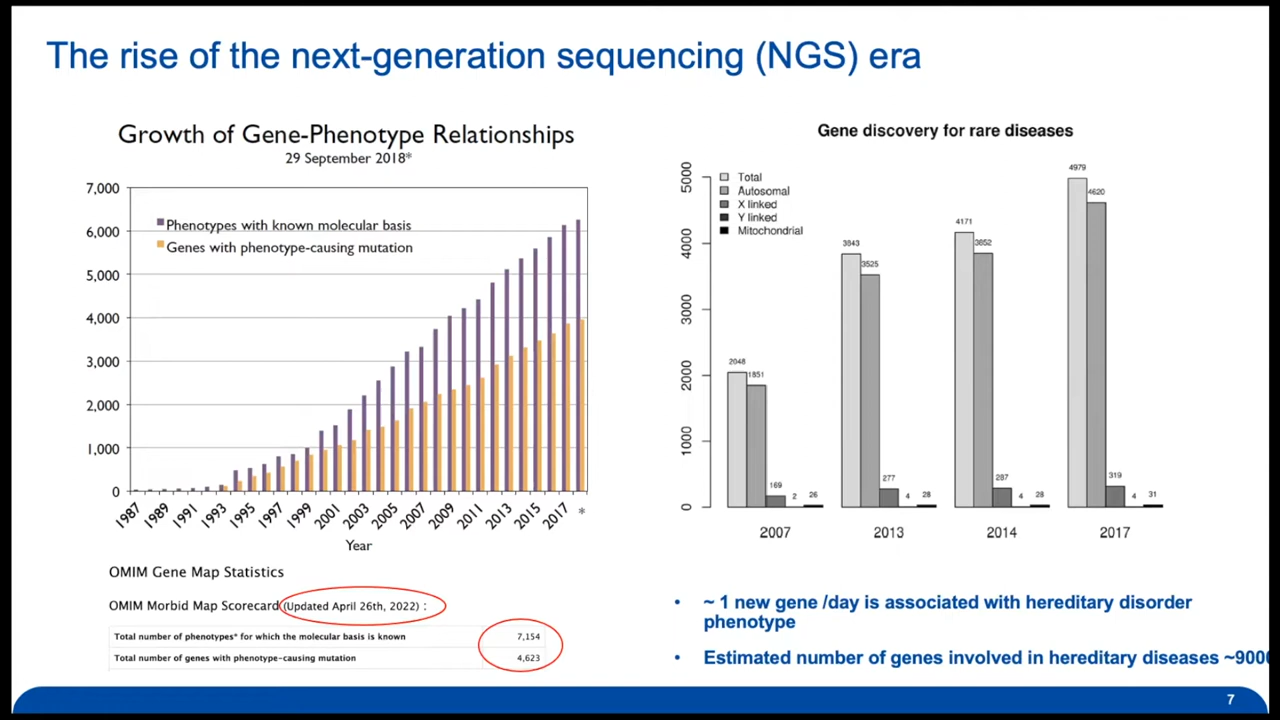 The rise of the next-generation sequencing (NGS) era
Growth of Gene-Phenotype Relationships
29 September 2018*
7,000
6,000
5,000
4,000
3,000
2,000
1,000
0
Phenotypes with known molecular basis
Genes with phenotype-causing mutation
1987
1989
1991
1993
1995
1997
1999
2001
2003
2005
2007
2009
2011
2013
2015
2017
*
Year
OMIM Gene Map Statistics
OMIM Morbid Map Scorecard (Updated April 26th, 2022) :
Total number of phenotypes* for which the molecular basis is known 7,154
Total number of genes with phenotype-causing mutation 4,623
Gene discovery for rare diseases
5000
4000
3000
2000
1000
0
Total
Autosomal
X linked
Y linked
Mitochondrial
2048
1851
169
2
26
3843
3525
277
4
28
4171
3852
287
4
28
4979
4620
319
4
31
2007
2013
2014
2017
• ~ 1 new gene /day is associated with hereditary disorder
phenotype
• Estimated number of genes involved in hereditary diseases ~9000
7